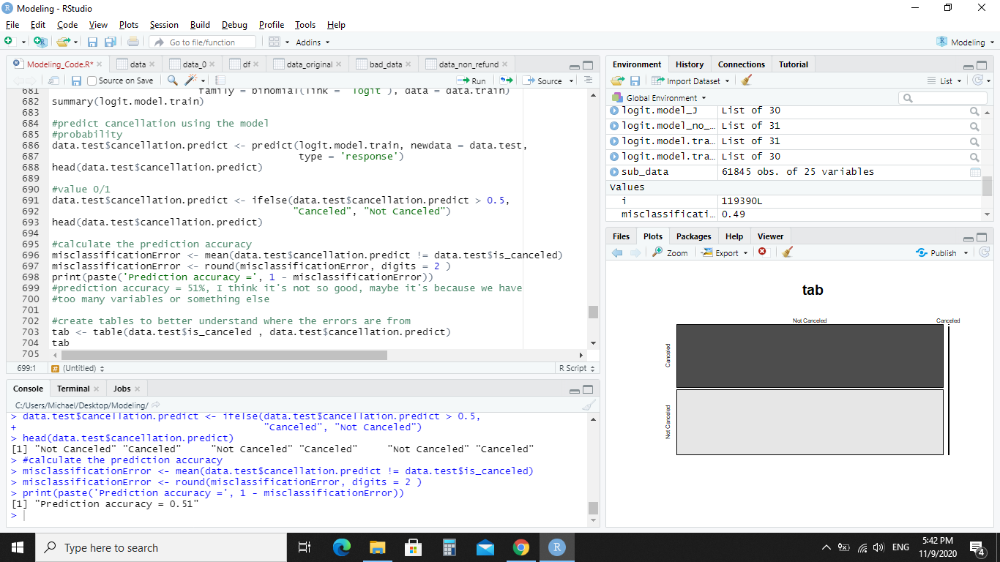 Modeling - RStudio
File Edit Code View Plots Session Build Debug Profile Tools Help
Go to file/function Addins Modeling
Modeling_Code.R* data data_0 df data_original bad_data data_non_refund
Source on Save Run Source
681 family = binomial(link = "logit"), data = data.train)
682 summary(logit.model.train)
683
684 #predict cancellation using the model
685 #probability
686 data.test$cancellation.predict <- predict(logit.model.train, newdata = data.test,
687 type = 'response')
688 head(data.test$cancellation.predict)
689
690 #value 0/1
691 data.test$cancellation.predict <- ifelse(data.test$cancellation.predict > 0.5,
692 "Canceled", "Not Canceled")
693 head(data.test$cancellation.predict)
694
695 #calculate the prediction accuracy
696 misclassificationError <- mean(data.test$cancellation.predict != data.test$is_canceled)
697 misclassificationError <- round(misclassificationError, digits = 2 )
698 print(paste('Prediction accuracy =', 1 - misclassificationError))
699 #prediction accuracy = 51%, I think it's not so good, maybe it's because we have
700 #too many variables or something else
701
702 #create tables to better understand where the errors are from
703 tab <- table(data.test$is_canceled , data.test$cancellation.predict)
704 tab
705
699:1 # (Untitled) R Script
Console Terminal Jobs
C:/Users/Michael/Desktop/Modeling/
> data.test$cancellation.predict <- ifelse(data.test$cancellation.predict > 0.5,
+ "Canceled", "Not Canceled")
> head(data.test$cancellation.predict)
[1] "Not Canceled" "Canceled" "Not Canceled" "Canceled" "Not Canceled" "Canceled"
> #calculate the prediction accuracy
> misclassificationError <- mean(data.test$cancellation.predict != data.test$is_canceled)
> misclassificationError <- round(misclassificationError, digits = 2 )
> print(paste('Prediction accuracy =', 1 - misclassificationError))
[1] "Prediction accuracy = 0.51"
>
Environment History Connections Tutorial
Import Dataset List
Global Environment
logit.model_J List of 30
logit.model_no_... List of 31
logit.model.tra... List of 31
logit.model.tra... List of 30
sub_data 61845 obs. of 25 variables
Values
i 119390L
misclassificati... 0.49
Files Plots Packages Help Viewer
Zoom Export Publish
tab
Not Canceled Canceled
Canceled
Not Canceled
Type here to search
ENG
5:42 PM
11/9/2020
4